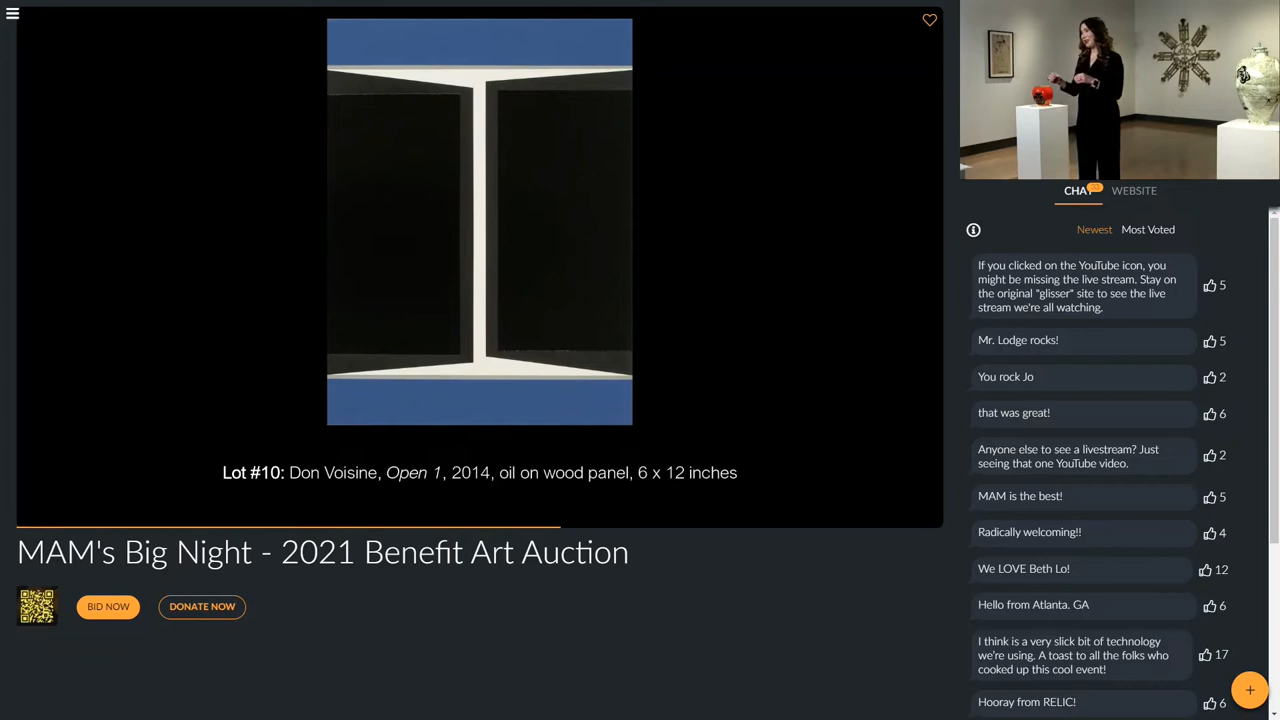 Lot #10: Don Voisine, Open 1, 2014, oil on wood panel, 6 x 12 inches
MAM's Big Night - 2021 Benefit Art Auction
BID NOW
DONATE NOW
CHAT
33
WEBSITE
Newest
Most Voted
If you clicked on the YouTube icon, you
might be missing the live stream. Stay on
the original "glisser" site to see the live
stream we're all watching.
5
Mr. Lodge rocks!
5
You rock Jo
2
that was great!
6
Anyone else to see a livestream? Just
seeing that one YouTube video.
2
MAM is the best!
5
Radically welcoming!!
4
We LOVE Beth Lo!
12
Hello from Atlanta. GA
6
I think is a very slick bit of technology
we're using. A toast to all the folks who
cooked up this cool event!
17
Hooray from RELIC!
6